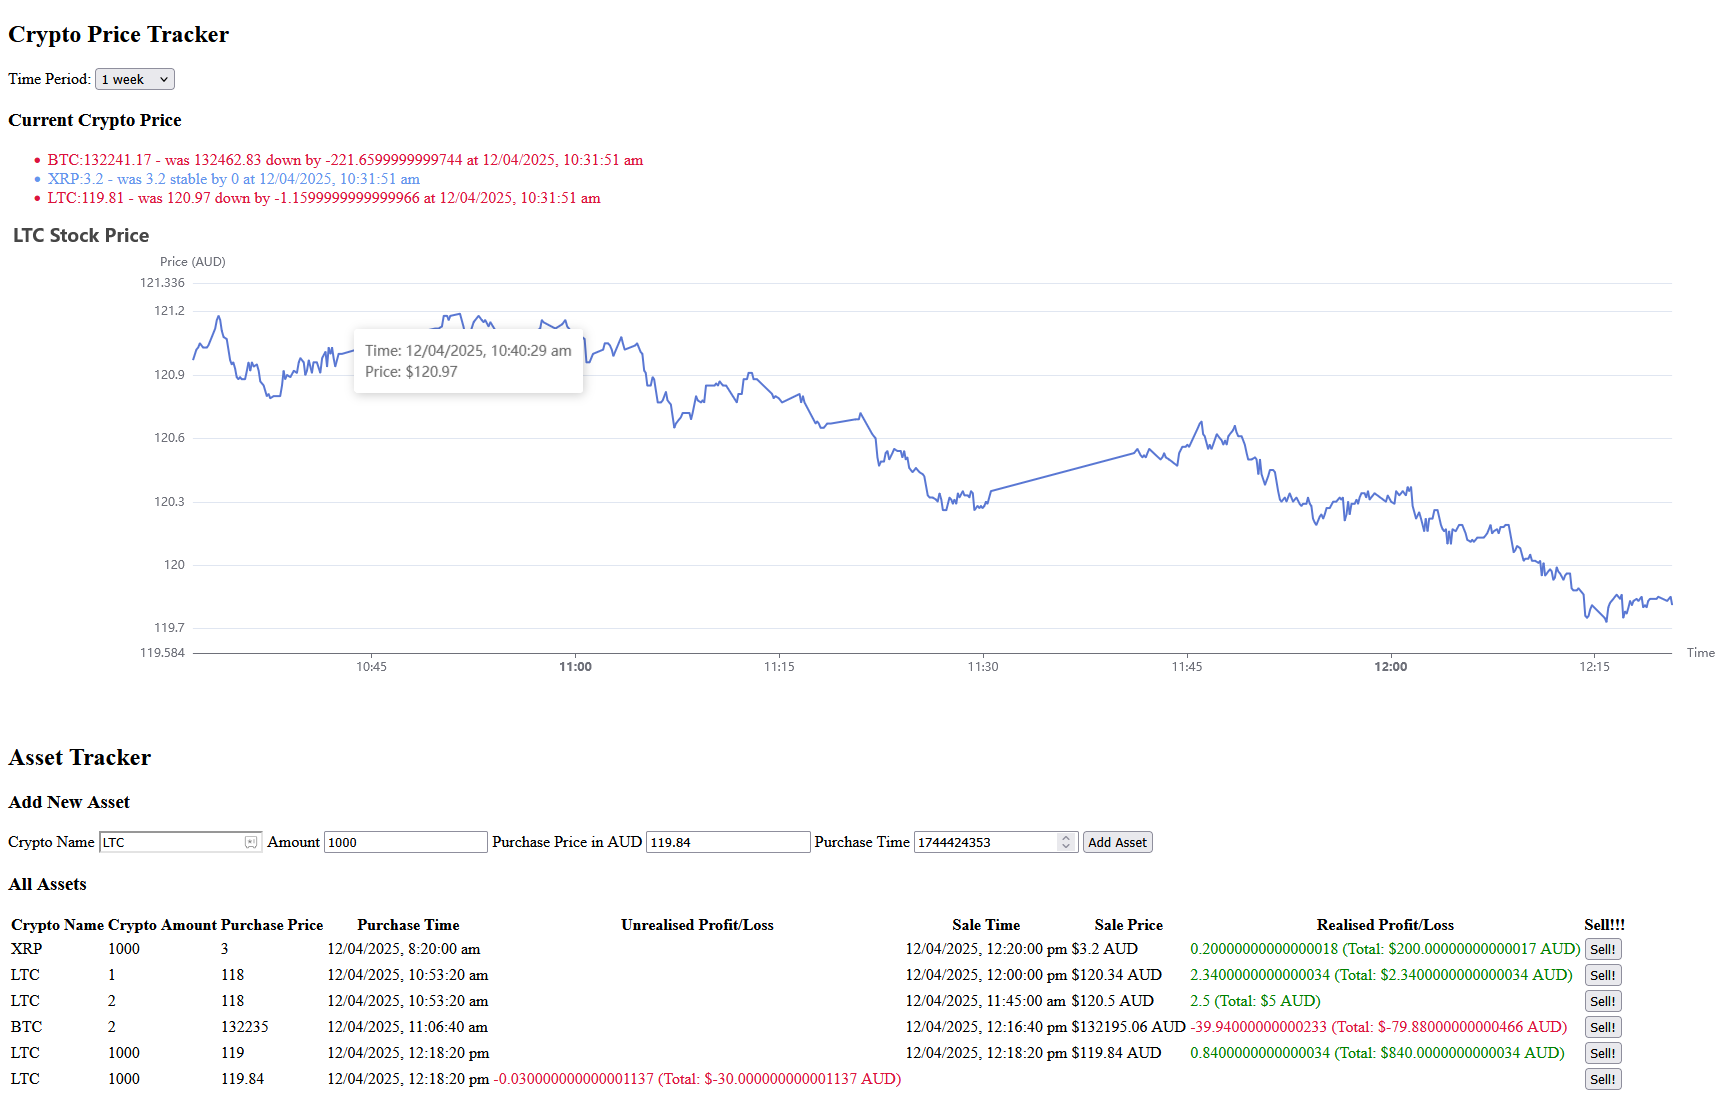 Crypto Price Tracker
Time Period: 1 week
Current Crypto Price
BTC:132241.17 - was 132462.83 down by -221.6599999999744 at 12/04/2025, 10:31:51 am
XRP:3.2 - was 3.2 stable by 0 at 12/04/2025, 10:31:51 am
LTC:119.81 - was 120.97 down by -1.1599999999999966 at 12/04/2025, 10:31:51 am
LTC Stock Price
Price (AUD)
121.336
121.2
Time: 12/04/2025, 10:40:29 am
Price: $120.97
120.9
120.6
120.3
120
119.7
119.584
Time
10:45 11:00 11:15 11:30 11:45 12:00 12:15
Asset Tracker
Add New Asset
Crypto Name LTC Amount 1000 Purchase Price in AUD 119.84 Purchase Time 1744424353 Add Asset
All Assets
Crypto Name Crypto Amount Purchase Price Purchase Time Unrealised Profit/Loss Sale Time Sale Price Realised Profit/Loss Sell!!!
XRP 1000 3 12/04/2025, 8:20:00 am 12/04/2025, 12:20:00 pm $3.2 AUD 0.20000000000000018 (Total: $200.00000000000017 AUD) Sell!
LTC 1 118 12/04/2025, 10:53:20 am 12/04/2025, 12:00:00 pm $120.34 AUD 2.3400000000000034 (Total: $2.3400000000000034 AUD) Sell!
LTC 2 118 12/04/2025, 10:53:20 am 12/04/2025, 11:45:00 am $120.5 AUD 2.5 (Total: $5 AUD) Sell!
BTC 2 132235 12/04/2025, 11:06:40 am 12/04/2025, 12:16:40 pm $132195.06 AUD -39.94000000000233 (Total: $-79.88000000000466 AUD) Sell!
LTC 1000 119 12/04/2025, 12:18:20 pm 12/04/2025, 12:18:20 pm $119.84 AUD 0.8400000000000034 (Total: $840.0000000000034 AUD) Sell!
LTC 1000 119.84 12/04/2025, 12:18:20 pm -0.030000000000001137 (Total: $-30.000000000001137 AUD) Sell!